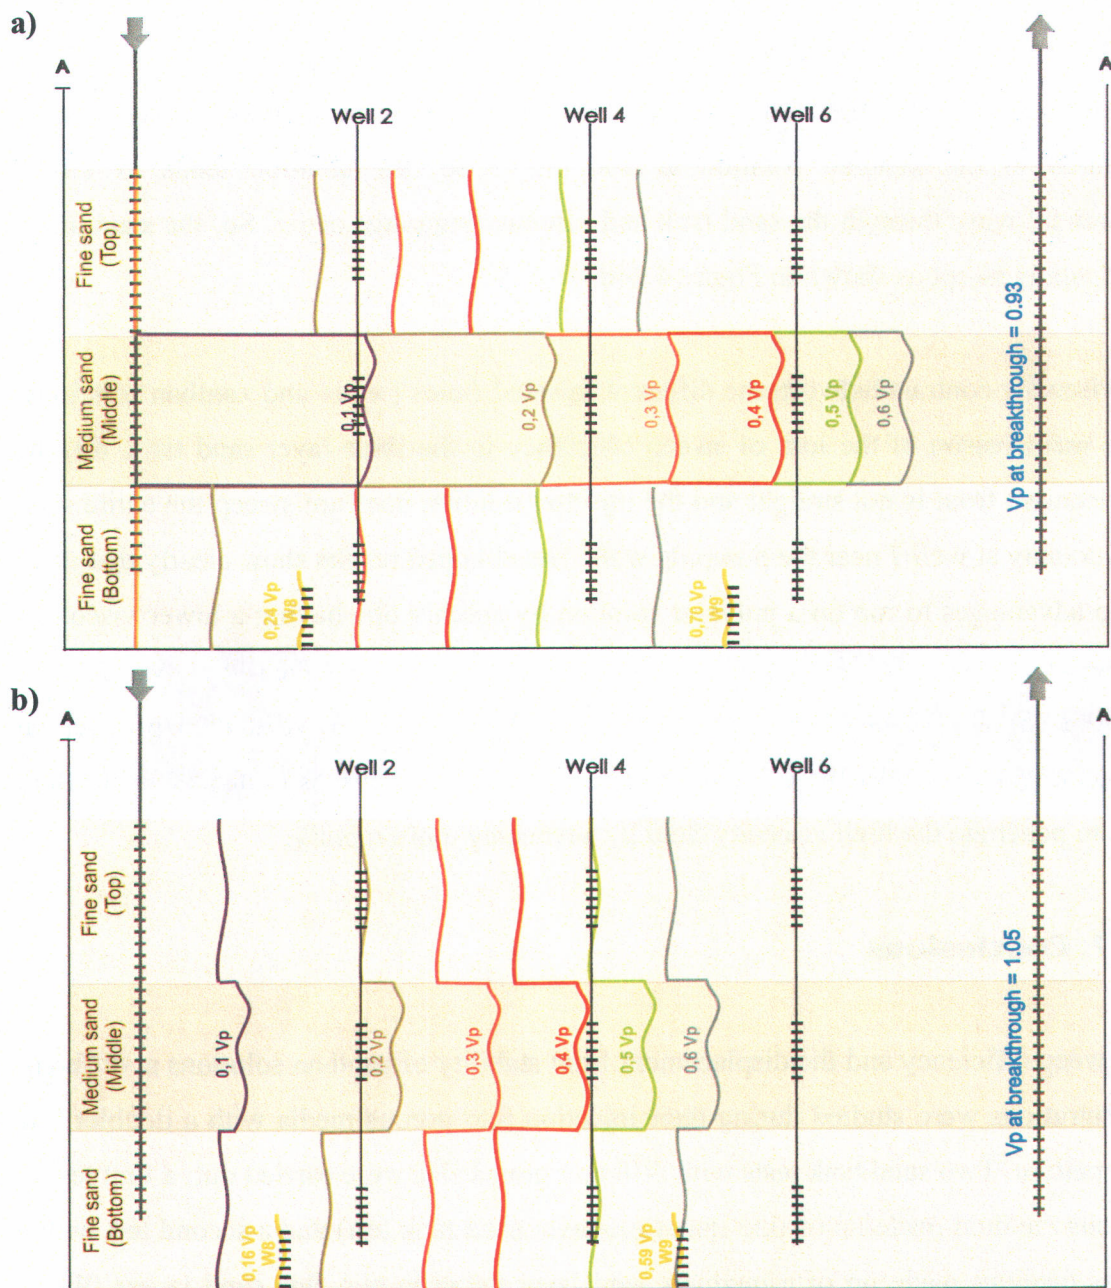 a)
A
A
Well 2
Well 4
Well 6
Fine sand
(Top)
Medium sand
(Middle)
Fine sand
(Bottom)
0,1 Vp
0,2 Vp
0,3 Vp
0,4 Vp
0,5 Vp
0,6 Vp
0,24 Vp
W8
0,70 Vp
W9
Vp at breakthrough = 0.93
b)
A
A
Well 2
Well 4
Well 6
Fine sand
(Top)
Medium sand
(Middle)
Fine sand
(Bottom)
0,1 Vp
0,2 Vp
0,3 Vp
0,4 Vp
0,5 Vp
0,6 Vp
0,16 Vp
W8
0,59 Vp
W9
Vp at breakthrough = 1.05